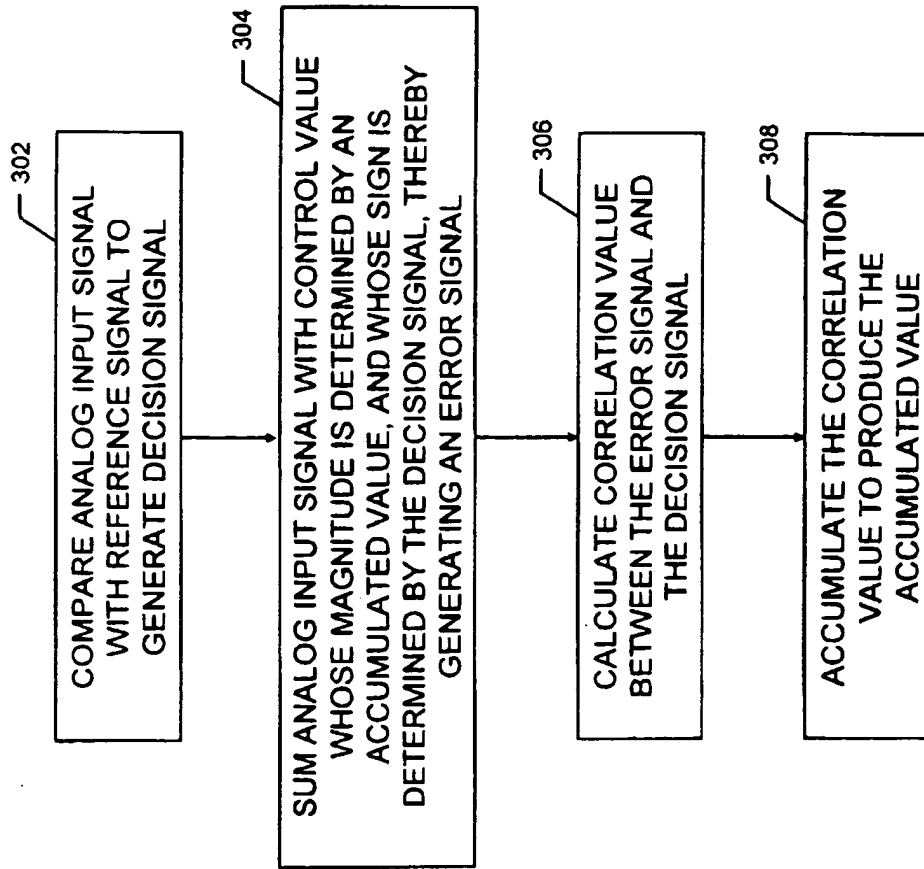 302
COMPARE ANALOG INPUT SIGNAL
WITH REFERENCE SIGNAL TO
GENERATE DECISION SIGNAL
304
SUM ANALOG INPUT SIGNAL WITH CONTROL VALUE
WHOSE MAGNITUDE IS DETERMINED BY AN
ACCUMULATED VALUE, AND WHOSE SIGN IS
DETERMINED BY THE DECISION SIGNAL, THEREBY
GENERATING AN ERROR SIGNAL
306
CALCULATE CORRELATION VALUE
BETWEEN THE ERROR SIGNAL AND
THE DECISION SIGNAL
308
ACCUMULATE THE CORRELATION
VALUE TO PRODUCE THE
ACCUMULATED VALUE